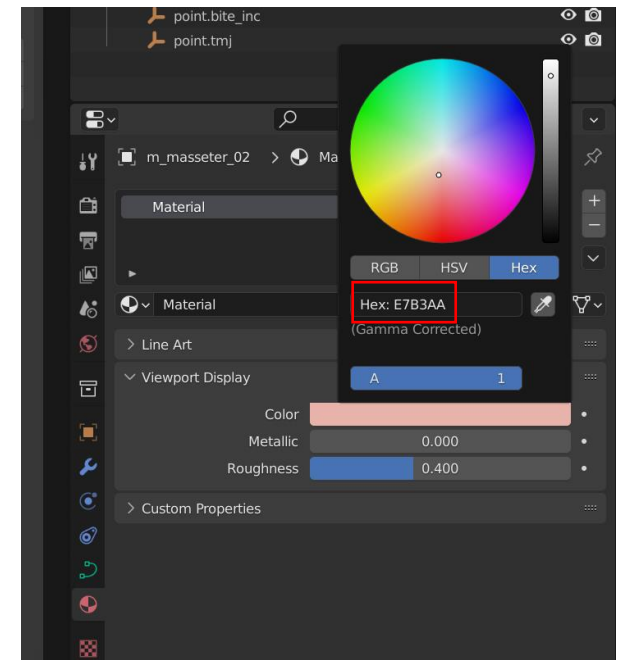 point.bite_inc
point.tmj
m_masseter_02 > Ma
Material
RGB HSV Hex
Material
Hex: E7B3AA
(Gamma Corrected)
Line Art
Viewport Display
A 1
Color
Metallic 0.000
Roughness 0.400
Custom Properties